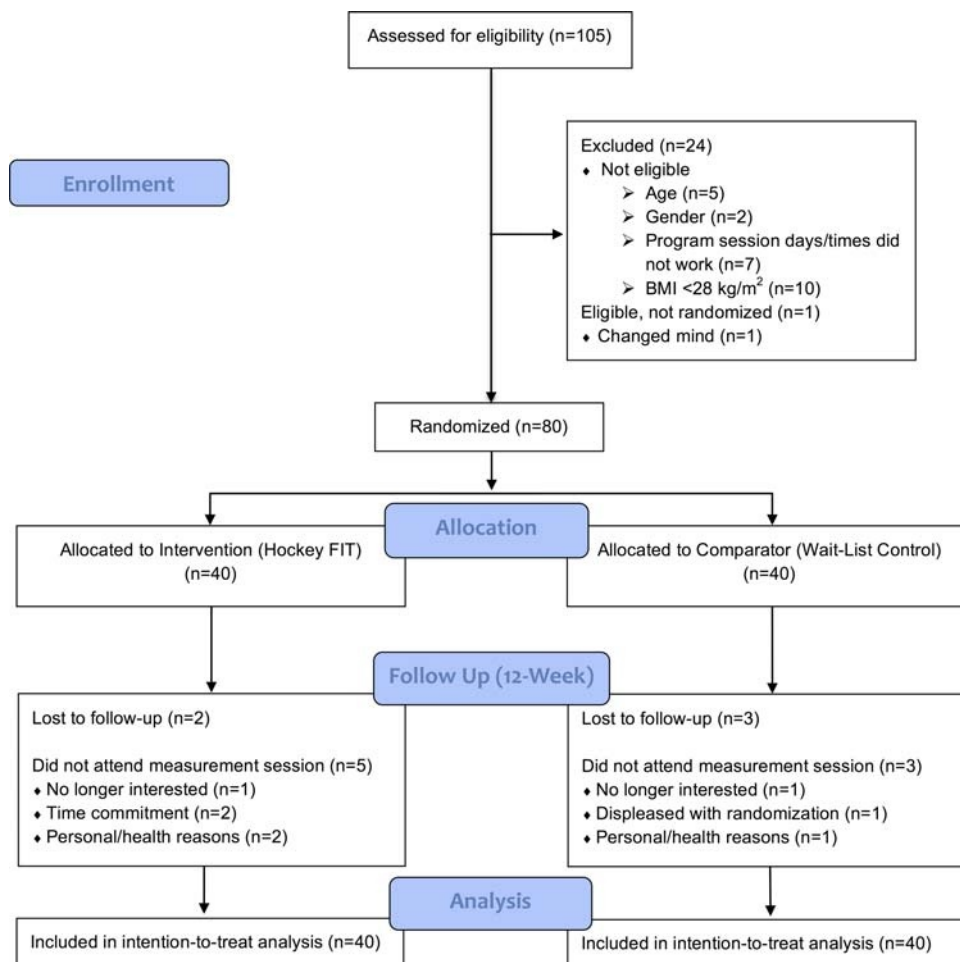 Assessed for eligibility (n=105)
Enrollment
Excluded (n=24)
♦ Not eligible
➢ Age (n=5)
➢ Gender (n=2)
➢ Program session days/times did
not work (n=7)
➢ BMI <28 kg/m² (n=10)
Eligible, not randomized (n=1)
♦ Changed mind (n=1)
Randomized (n=80)
Allocation
Allocated to Intervention (Hockey FIT)
(n=40)
Allocated to Comparator (Wait-List Control)
(n=40)
Follow Up (12-Week)
Lost to follow-up (n=2)
Did not attend measurement session (n=5)
♦ No longer interested (n=1)
♦ Time commitment (n=2)
♦ Personal/health reasons (n=2)
Lost to follow-up (n=3)
Did not attend measurement session (n=3)
♦ No longer interested (n=1)
♦ Displeased with randomization (n=1)
♦ Personal/health reasons (n=1)
Analysis
Included in intention-to-treat analysis (n=40)
Included in intention-to-treat analysis (n=40)